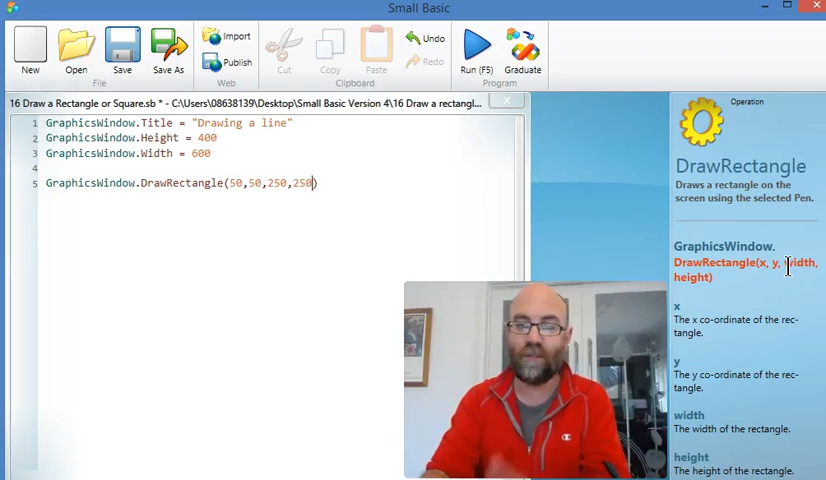 Small Basic
New
Open
Save
Save As
Import
Publish
Cut
Copy
Paste
Undo
Redo
Run (F5)
Graduate
File
Web
Clipboard
Program
16 Draw a Rectangle or Square.sb * - C:\Users\08638139\Desktop\Small Basic Version 4\16 Draw a rectangl...
1 GraphicsWindow.Title = "Drawing a line"
2 GraphicsWindow.Height = 400
3 GraphicsWindow.Width = 600
4
5 GraphicsWindow.DrawRectangle(50,50,250,250)
Operation
DrawRectangle
Draws a rectangle on the
screen using the selected Pen.
GraphicsWindow.
DrawRectangle(x, y, width,
height)
x
The x co-ordinate of the rec-
tangle.
y
The y co-ordinate of the rec-
tangle.
width
The width of the rectangle.
height
The height of the rectangle.